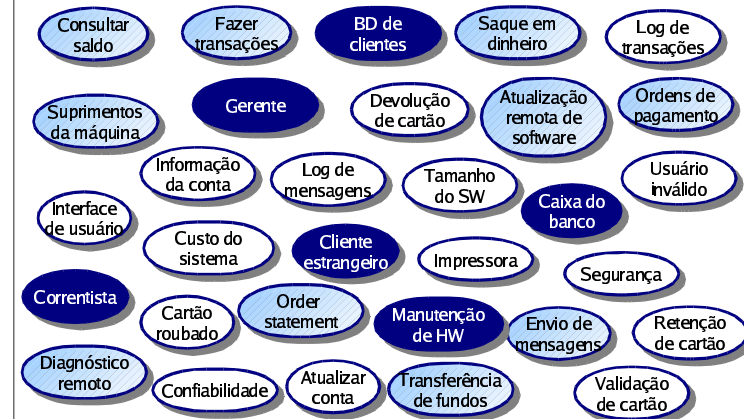 Consultar
saldo
Fazer
transações
BD de
clientes
Saque em
dinheiro
Log de
transações
Suprimentos
da máquina
Gerente
Devolução
de cartão
Atualização
remota de
software
Ordens de
pagamento
Informação
da conta
Log de
mensagens
Tamanho
do SW
Usuário
inválido
Interface
de usuário
Custo do
sistema
Cliente
estrangeiro
Impressora
Caixa do
banco
Segurança
Correntista
Cartão
roubado
Order
statement
Manutenção
de HW
Envio de
mensagens
Retenção
de cartão
Diagnóstico
remoto
Confiabilidade
Atualizar
conta
Transferência
de fundos
Validação
de cartão